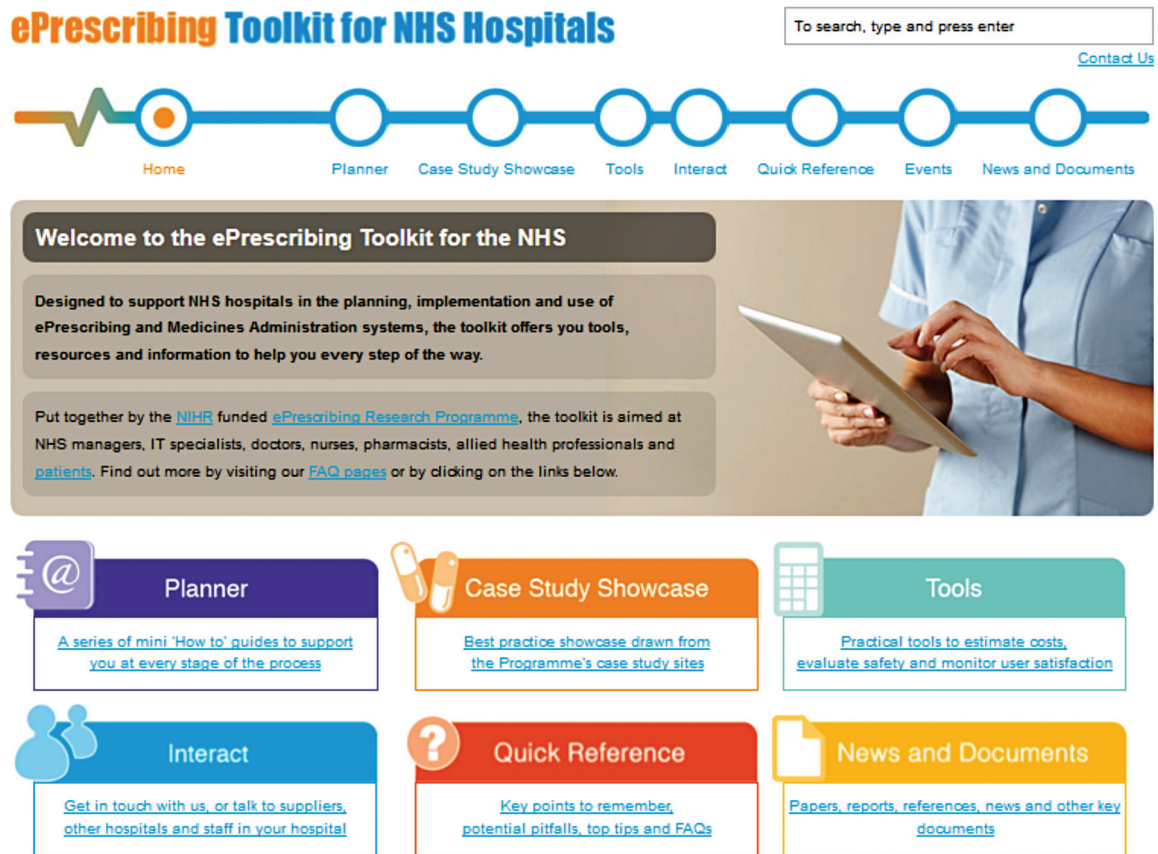 ePrescribing Toolkit for NHS Hospitals
To search, type and press enter
Contact Us
Home
Planner
Case Study Showcase
Tools
Interact
Quick Reference
Events
News and Documents
Welcome to the ePrescribing Toolkit for the NHS
Designed to support NHS hospitals in the planning, implementation and use of
ePrescribing and Medicines Administration systems, the toolkit offers you tools,
resources and information to help you every step of the way.
Put together by the NIHR funded ePrescribing Research Programme, the toolkit is aimed at
NHS managers, IT specialists, doctors, nurses, pharmacists, allied health professionals and
patients. Find out more by visiting our FAQ pages or by clicking on the links below.
@
Planner
A series of mini 'How to' guides to support
you at every stage of the process
Case Study Showcase
Best practice showcase drawn from
the Programme's case study sites
Tools
Practical tools to estimate costs,
evaluate safety and monitor user satisfaction
Interact
Get in touch with us, or talk to suppliers,
other hospitals and staff in your hospital
?
Quick Reference
Key points to remember,
potential pitfalls, top tips and FAQs
News and Documents
Papers, reports, references, news and other key
documents